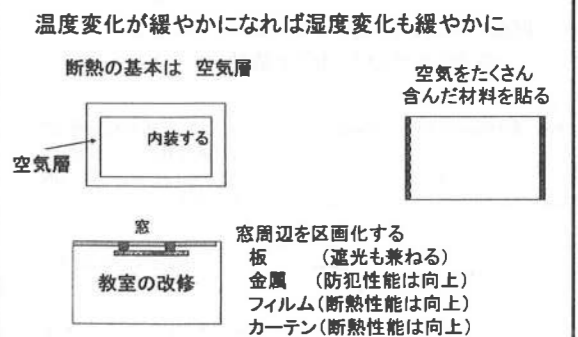 温度変化が緩やかになれば湿度変化も緩やかに
断熱の基本は 空気層
内装する
空気層
空気をたくさん
含んだ材料を貼る
窓
教室の改修
窓周辺を区画化する
板 (遮光も兼ねる)
金属 (防犯性能は向上)
フィルム(断熱性能は向上)
カーテン(断熱性能は向上)